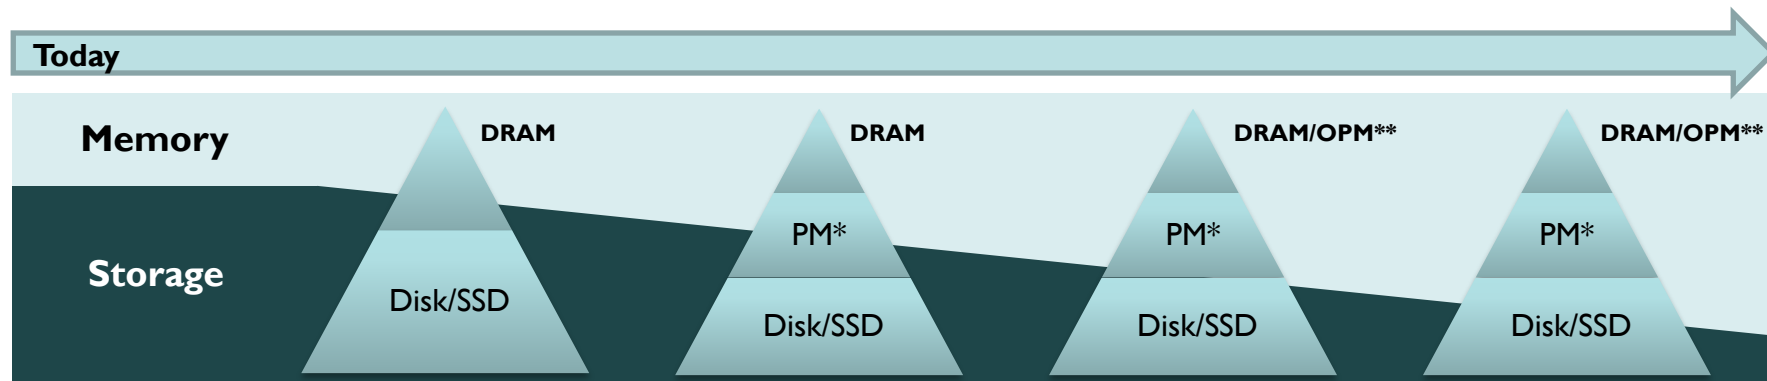 Today
Memory
DRAM
DRAM
DRAM/OPM**
DRAM/OPM**
PM*
PM*
PM*
Storage
Disk/SSD
Disk/SSD
Disk/SSD
Disk/SSD